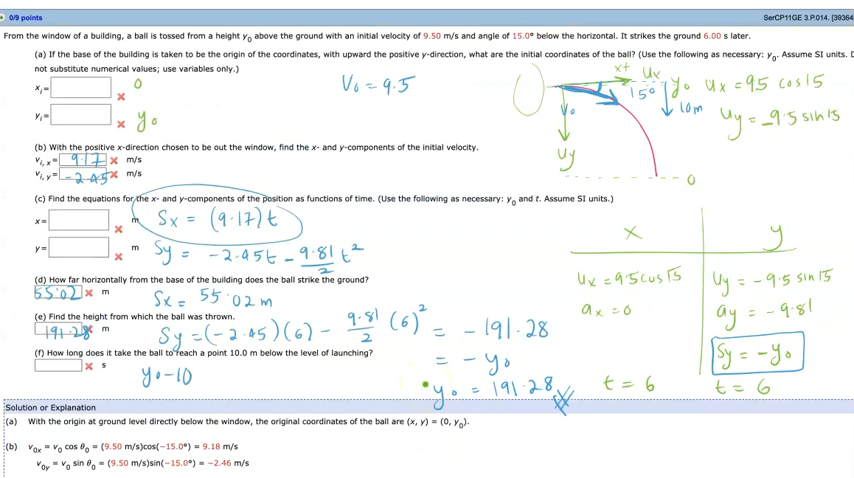 0/9 points
SerCP11GE 3.P.014. [39364
From the window of a building, a ball is tossed from a height y0 above the ground with an initial velocity of 9.50 m/s and angle of 15.0° below the horizontal. It strikes the ground 6.00 s later.
(a) If the base of the building is taken to be the origin of the coordinates, with upward the positive y-direction, what are the initial coordinates of the ball? (Use the following as necessary: y0. Assume SI units. D
not substitute numerical values; use variables only.)
xi = 0
yi = y0
V0 = 9.5
x+
ux
y0
15°
10m
V0
uy
0
ux = 9.5 cos15
uy = -9.5 sin15
(b) With the positive x-direction chosen to be out the window, find the x- and y-components of the initial velocity.
vi, x = 9.17 m/s
vi, y = -2.45 m/s
(c) Find the equations for the x- and y-components of the position as functions of time. (Use the following as necessary: y0 and t. Assume SI units.)
x = m Sx = (9.17)t
y = m Sy = -2.45t - 9.81/2 t²
x y
ux = 9.5cos15 uy = -9.5 sin15
ax = 0 ay = -9.81
Sy = -y0
t = 6 t = 6
(d) How far horizontally from the base of the building does the ball strike the ground?
55.02 m Sx = 55.02 m
(e) Find the height from which the ball was thrown.
191.28 m Sy = (-2.45)(6) - 9.81/2 (6)² = -191.28
= -y0
y0 = 191.28
(f) How long does it take the ball to reach a point 10.0 m below the level of launching?
s y0-10
Solution or Explanation
(a) With the origin at ground level directly below the window, the original coordinates of the ball are (x, y) = (0, y0).
(b) v0x = v0 cos θ0 = (9.50 m/s)cos(−15.0°) = 9.18 m/s
v0y = v0 sin θ0 = (9.50 m/s)sin(−15.0°) = −2.46 m/s